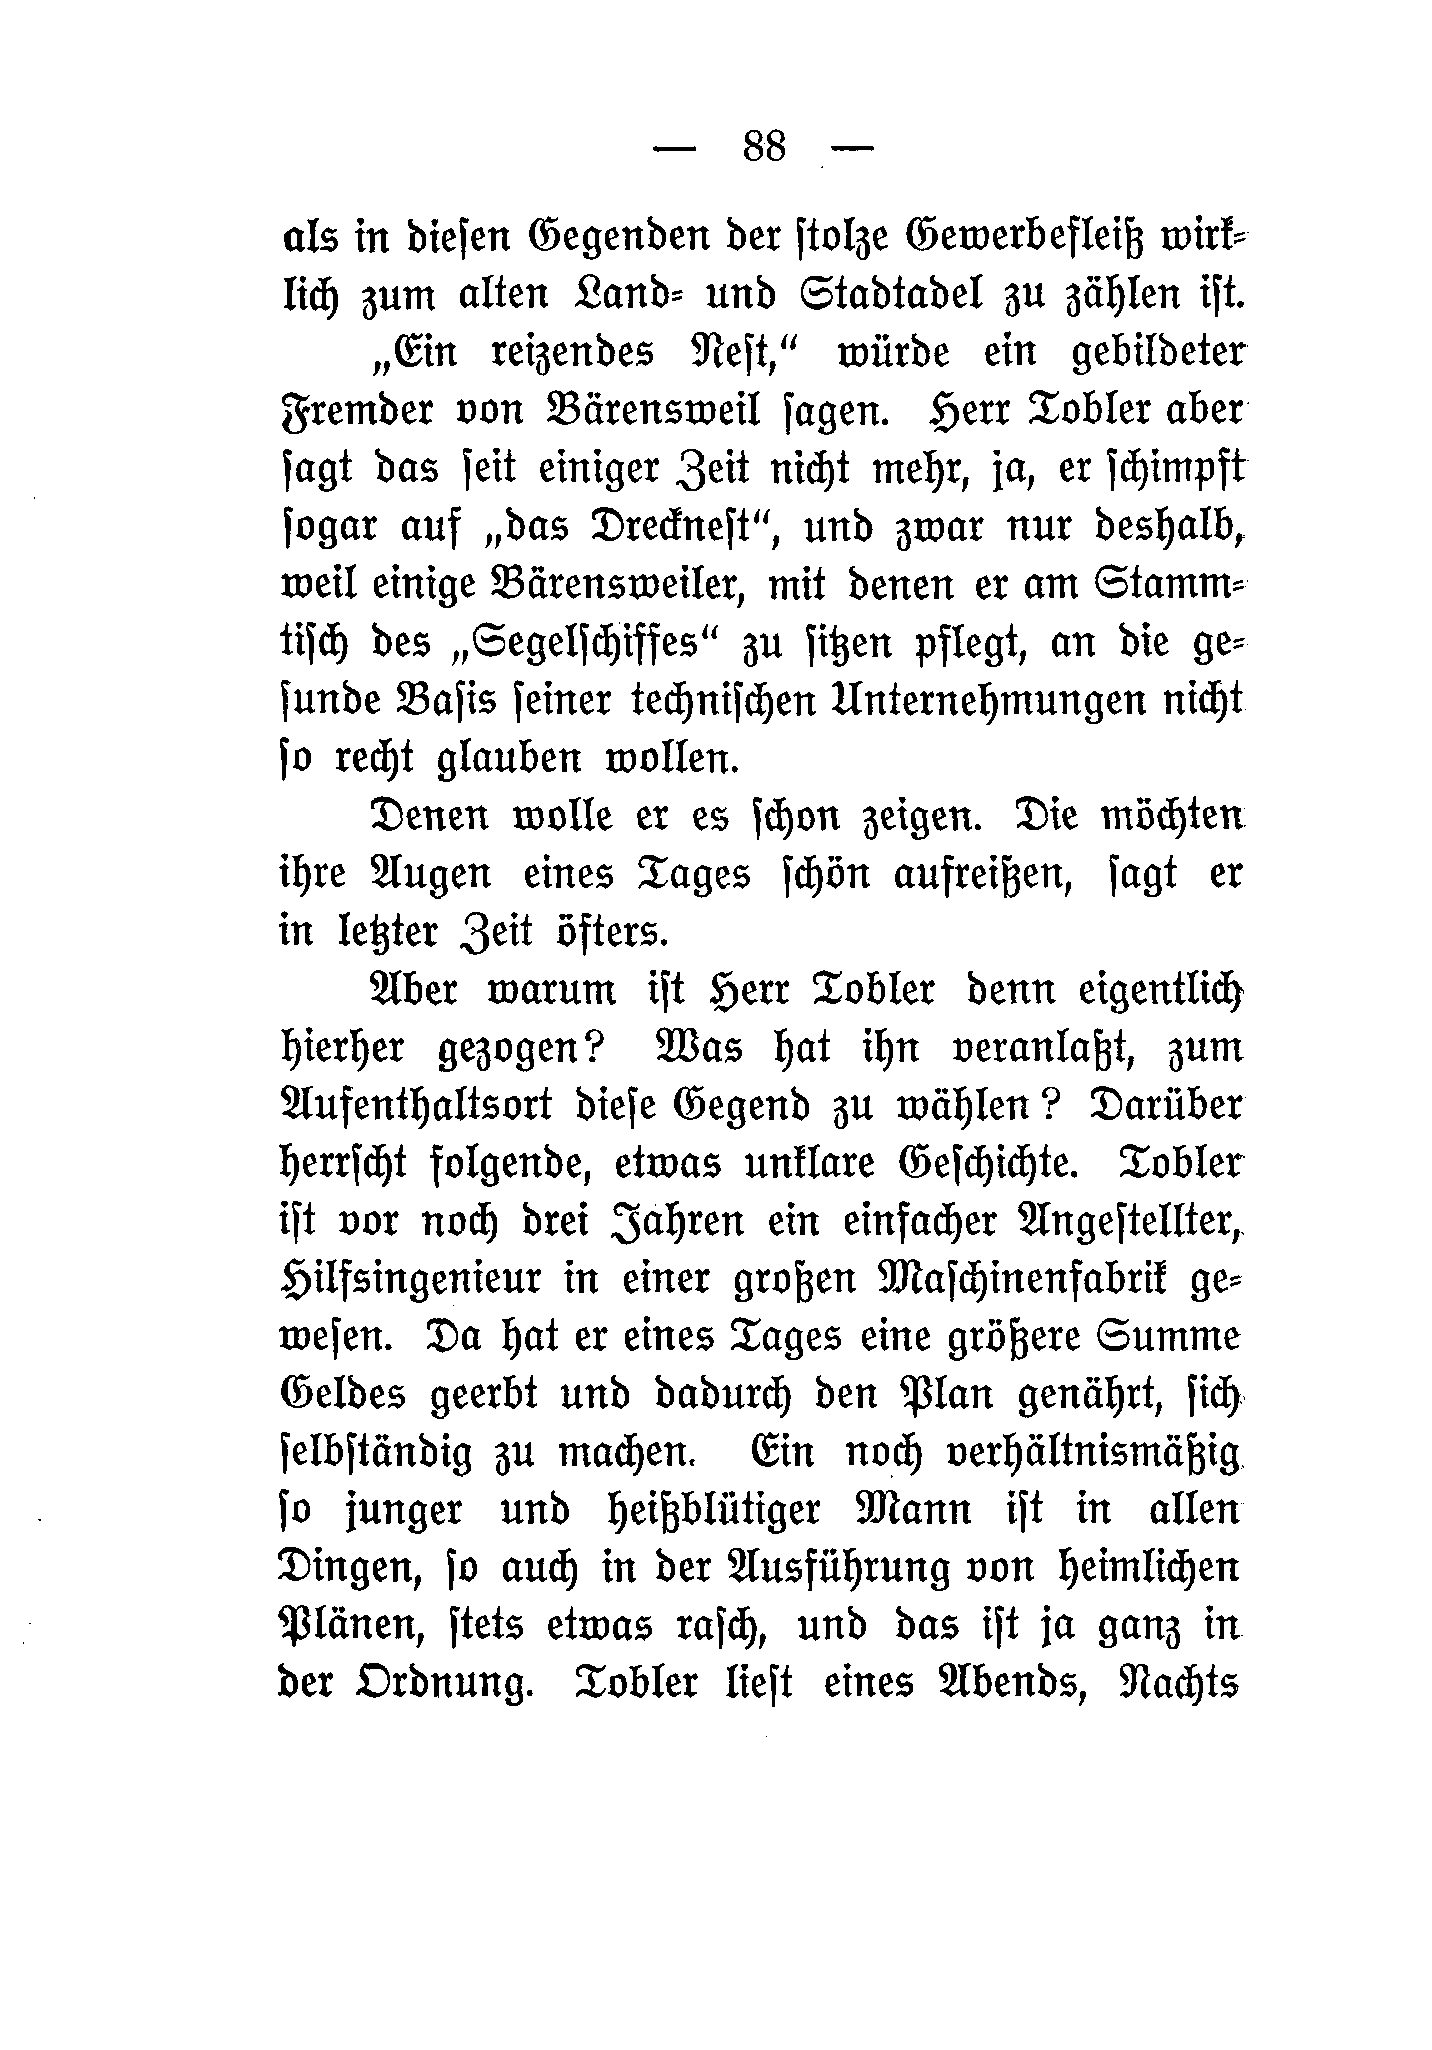 — 88 —
als in dieſen Gegenden der ſtolze Gewerbefleiß wirk-
lich zum alten Land- und Stadtadel zu zählen iſt.
„Ein reizendes Neſt,“ würde ein gebildeter
Fremder von Bärensweil ſagen. Herr Tobler aber
ſagt das ſeit einiger Zeit nicht mehr, ja, er ſchimpft
ſogar auf „das Dreckneſt“, und zwar nur deshalb,
weil einige Bärensweiler, mit denen er am Stamm-
tiſch des „Segelſchiffes“ zu ſitzen pflegt, an die ge-
ſunde Baſis ſeiner techniſchen Unternehmungen nicht
ſo recht glauben wollen.
Denen wolle er es ſchon zeigen. Die möchten
ihre Augen eines Tages ſchön aufreißen, ſagt er
in letzter Zeit öfters.
Aber warum iſt Herr Tobler denn eigentlich
hierher gezogen? Was hat ihn veranlaßt, zum
Aufenthaltsort dieſe Gegend zu wählen? Darüber
herrſcht folgende, etwas unklare Geſchichte. Tobler
iſt vor noch drei Jahren ein einfacher Angeſtellter,
Hilfsingenieur in einer großen Maſchinenfabrik ge-
weſen. Da hat er eines Tages eine größere Summe
Geldes geerbt und dadurch den Plan genährt, ſich
ſelbſtändig zu machen. Ein noch verhältnismäßig
ſo junger und heißblütiger Mann iſt in allen
Dingen, ſo auch in der Ausführung von heimlichen
Plänen, ſtets etwas raſch, und das iſt ja ganz in
der Ordnung. Tobler lieſt eines Abends, Nachts